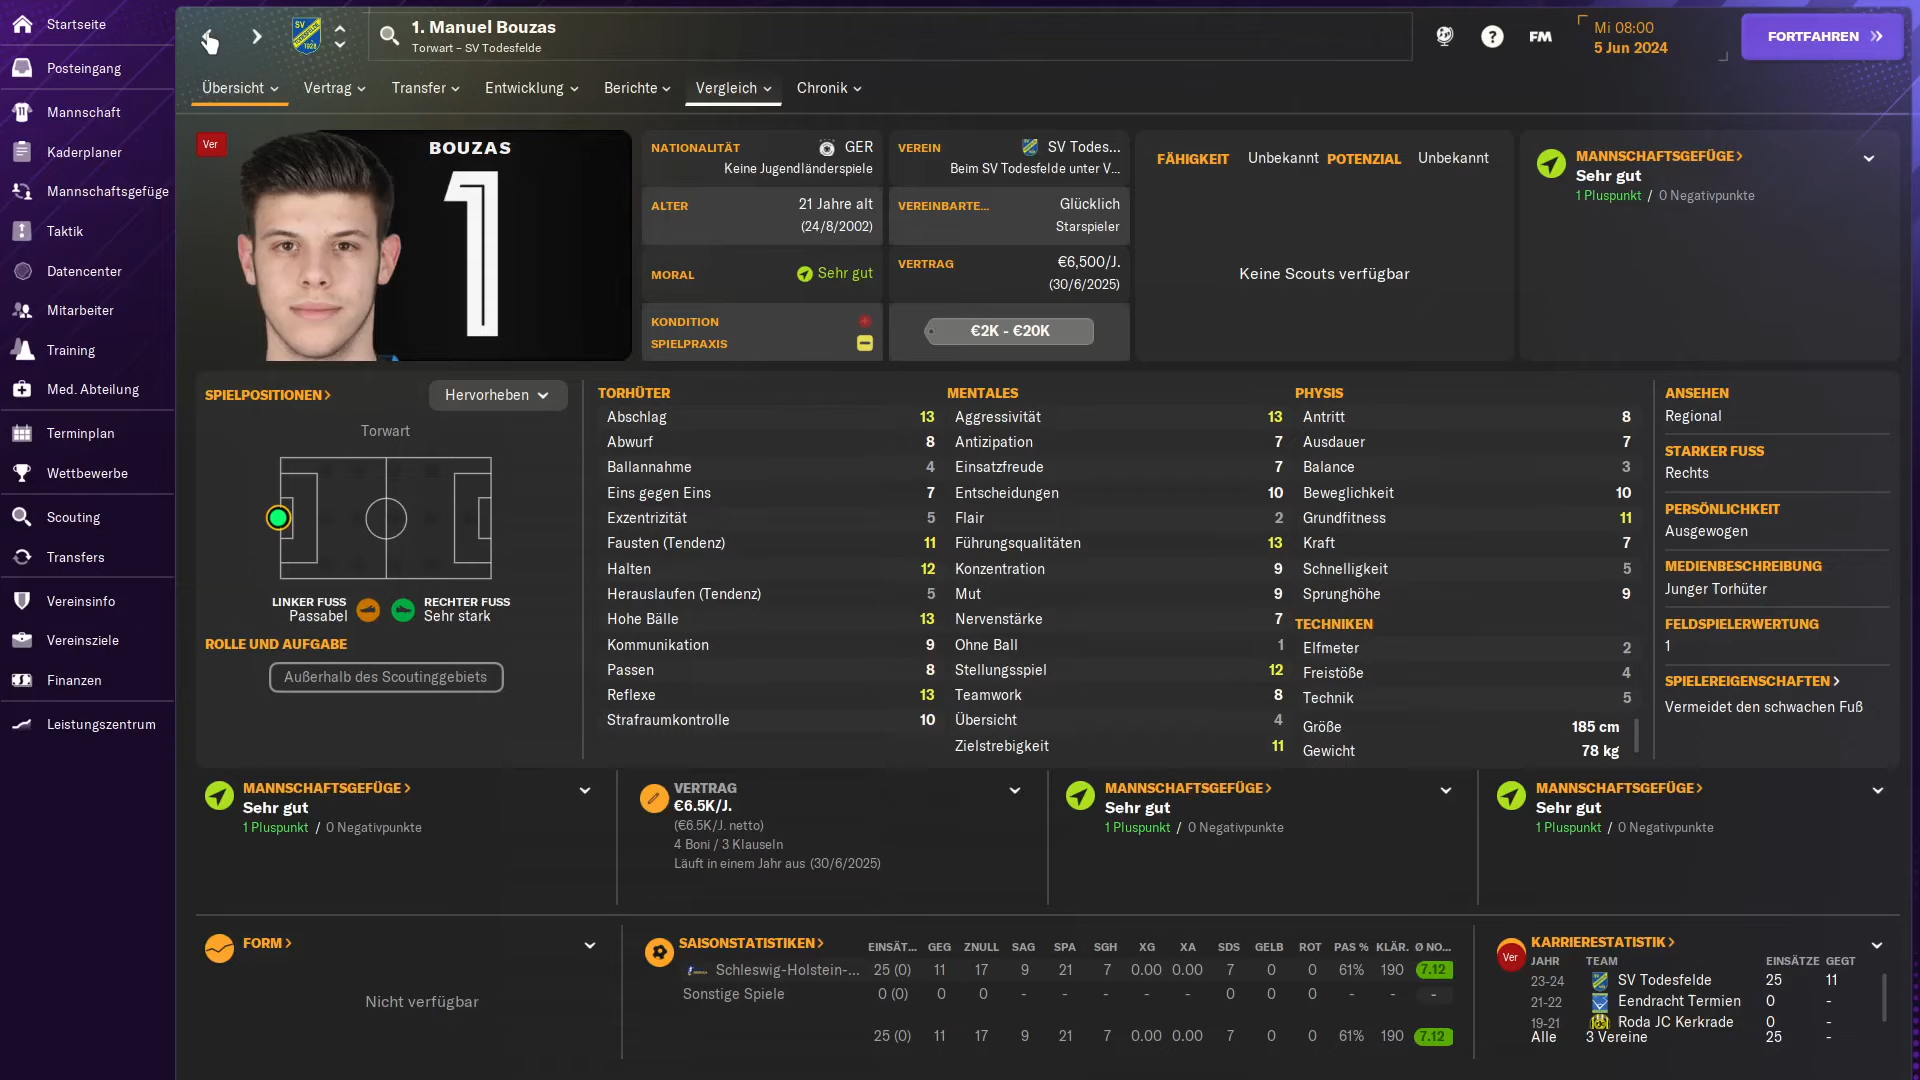 Startseite
Posteingang
Mannschaft
Kaderplaner
Mannschaftsgefüge
Taktik
Datencenter
Mitarbeiter
Training
Med. Abteilung
Terminplan
Wettbewerbe
Scouting
Transfers
Vereinsinfo
Vereinsziele
Finanzen
Leistungszentrum
1. Manuel Bouzas
Torwart - SV Todesfelde
FM
Mi 08:00
5 Jun 2024
FORTFAHREN
Übersicht Vertrag Transfer Entwicklung Berichte Vergleich Chronik
Ver
BOUZAS
1
NATIONALITÄT GER
Keine Jugendländerspiele
ALTER 21 Jahre alt
(24/8/2002)
MORAL Sehr gut
KONDITION
SPIELPRAXIS
VEREIN SV Todes...
Beim SV Todesfelde unter V...
VEREINBARTE... Glücklich
Starspieler
VERTRAG €6,500/J.
(30/6/2025)
€2K - €20K
FÄHIGKEIT Unbekannt POTENZIAL Unbekannt
Keine Scouts verfügbar
MANNSCHAFTSGEFÜGE>
Sehr gut
1 Pluspunkt / 0 Negativpunkte
SPIELPOSITIONEN>
Hervorheben
Torwart
LINKER FUSS
Passabel
RECHTER FUSS
Sehr stark
ROLLE UND AUFGABE
Außerhalb des Scoutinggebiets
TORHÜTER
Abschlag 13
Abwurf 8
Ballannahme 4
Eins gegen Eins 7
Exzentrizität 5
Fausten (Tendenz) 11
Halten 12
Herauslaufen (Tendenz) 5
Hohe Bälle 13
Kommunikation 9
Passen 8
Reflexe 13
Strafraumkontrolle 10
MENTALES
Aggressivität 13
Antizipation 7
Einsatzfreude 7
Entscheidungen 10
Flair 2
Führungsqualitäten 13
Konzentration 9
Mut 9
Nervenstärke 7
Ohne Ball 1
Stellungsspiel 12
Teamwork 8
Übersicht 4
Zielstrebigkeit 11
PHYSIS
Antritt 8
Ausdauer 7
Balance 3
Beweglichkeit 10
Grundfitness 11
Kraft 7
Schnelligkeit 5
Sprunghöhe 9
TECHNIKEN
Elfmeter 2
Freistöße 4
Technik 5
Größe 185 cm
Gewicht 78 kg
ANSEHEN
Regional
STARKER FUSS
Rechts
PERSÖNLICHKEIT
Ausgewogen
MEDIENBESCHREIBUNG
Junger Torhüter
FELDSPIELERWERTUNG
1
SPIELEREIGENSCHAFTEN>
Vermeidet den schwachen Fuß
MANNSCHAFTSGEFÜGE>
Sehr gut
1 Pluspunkt / 0 Negativpunkte
VERTRAG
€6.5K/J.
(€6.5K/J. netto)
4 Boni / 3 Klauseln
Läuft in einem Jahr aus (30/6/2025)
MANNSCHAFTSGEFÜGE>
Sehr gut
1 Pluspunkt / 0 Negativpunkte
MANNSCHAFTSGEFÜGE>
Sehr gut
1 Pluspunkt / 0 Negativpunkte
FORM>
Nicht verfügbar
SAISONSTATISTIKEN> EINSÄT... GEG ZNULL SAG SPA SGH XG XA SDS GELB ROT PAS % KLÄR. Ø NO...
Schleswig-Holstein-... 25 (0) 11 17 9 21 7 0.00 0.00 7 0 0 61% 190 7.12
Sonstige Spiele 0 (0) 0 0 - - - - - 0 0 0 - - -
25 (0) 11 17 9 21 7 0.00 0.00 7 0 0 61% 190 7.12
Ver
KARRIERESTATISTIK>
JAHR TEAM EINSÄTZE GEGT
23-24 SV Todesfelde 25 11
21-22 Eendracht Termien 0 -
19-21 Roda JC Kerkrade 0 -
Alle 3 Vereine 25 -